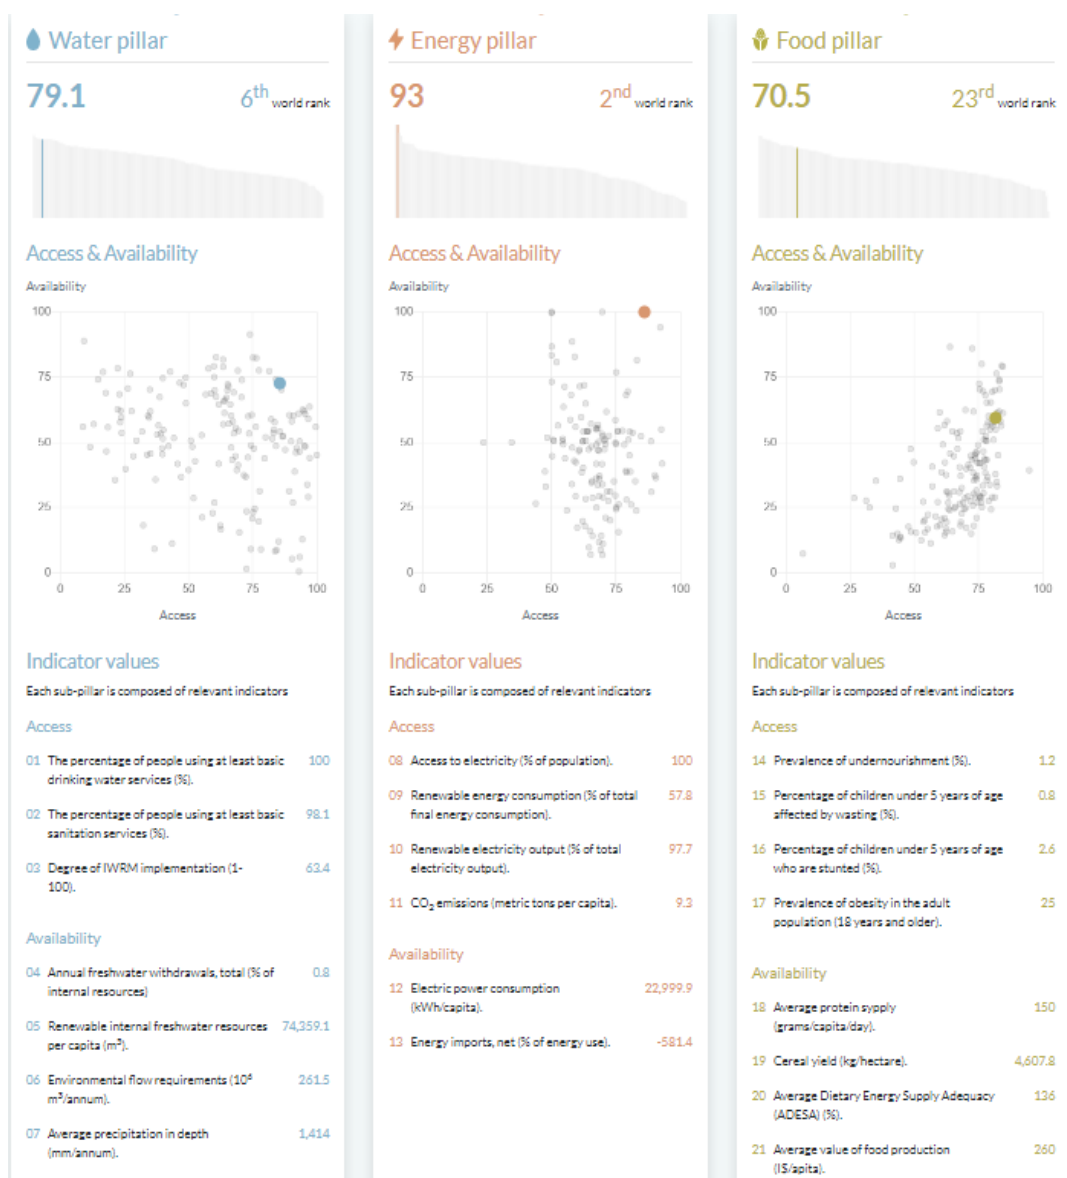 Water pillar
79.1
6th world rank
Access & Availability
Availability
100
75
50
25
0
0 25 50 75 100
Access
Indicator values
Each sub-pillar is composed of relevant indicators
Access
01 The percentage of people using at least basic 100
drinking water services (%).
02 The percentage of people using at least basic 98.1
sanitation services (%).
03 Degree of IWRM implementation (1- 63.4
100).
Availability
04 Annual freshwater withdrawals, total (% of 0.8
internal resources)
05 Renewable internal freshwater resources 74,359.1
per capita (m³).
06 Environmental flow requirements (10⁶ 261.5
m³/annum).
07 Average precipitation in depth 1,414
(mm/annum).
Energy pillar
93
2nd world rank
Access & Availability
Availability
100
75
50
25
0
0 25 50 75 100
Access
Indicator values
Each sub-pillar is composed of relevant indicators
Access
08 Access to electricity (% of population). 100
09 Renewable energy consumption (% of total 57.8
final energy consumption).
10 Renewable electricity output (% of total 97.7
electricity output).
11 CO₂ emissions (metric tons per capita). 9.3
Availability
12 Electric power consumption 22,999.9
(kWh/capita).
13 Energy imports, net (% of energy use). -581.4
Food pillar
70.5
23rd world rank
Access & Availability
Availability
100
75
50
25
0
0 25 50 75 100
Access
Indicator values
Each sub-pillar is composed of relevant indicators
Access
14 Prevalence of undernourishment (%). 1.2
15 Percentage of children under 5 years of age 0.8
affected by wasting (%).
16 Percentage of children under 5 years of age 2.6
who are stunted (%).
17 Prevalence of obesity in the adult 25
population (18 years and older).
Availability
18 Average protein sypply 150
(grams/capita/day).
19 Cereal yield (kg/hectare). 4,607.8
20 Average Dietary Energy Supply Adequacy 136
(ADESA) (%).
21 Average value of food production 260
(IS/apita).